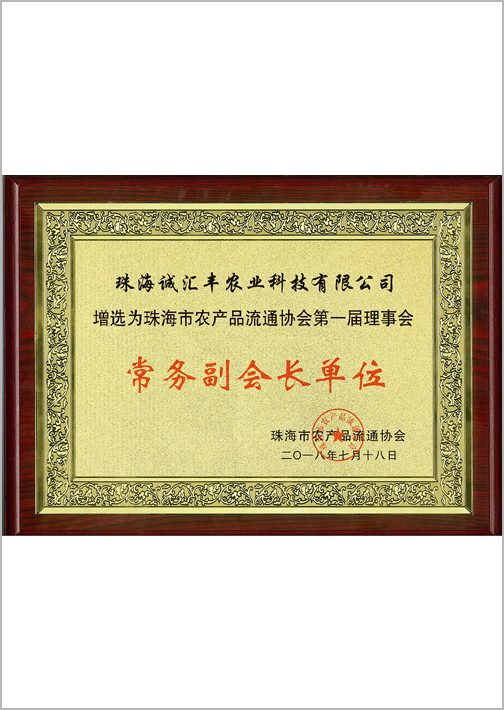 珠海诚汇丰农业科技有限公司
增选为珠海市农产品流通协会第一届理事会
常务副会长单位
珠海市农产品流通协会
二〇一八年七月十八日